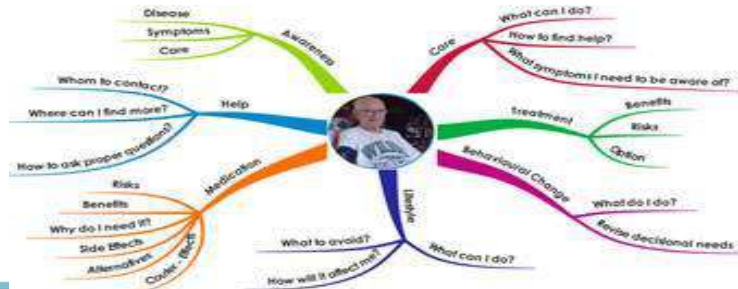 Disease
Symptoms
Care
Awareness
Care
What can I do?
How to find help?
What symptoms I need to be aware of?
Whom to contact?
Where can I find more?
How to ask proper questions?
Help
Treatment
Benefits
Risks
Option
Medication
Risks
Benefits
Why do I need it?
Side Effects
Alternatives
Couter - Effects
Lifestyle
What to avoid?
How will it affect me?
What can I do?
Behavioural Change
What do I do?
Revise decisional needs